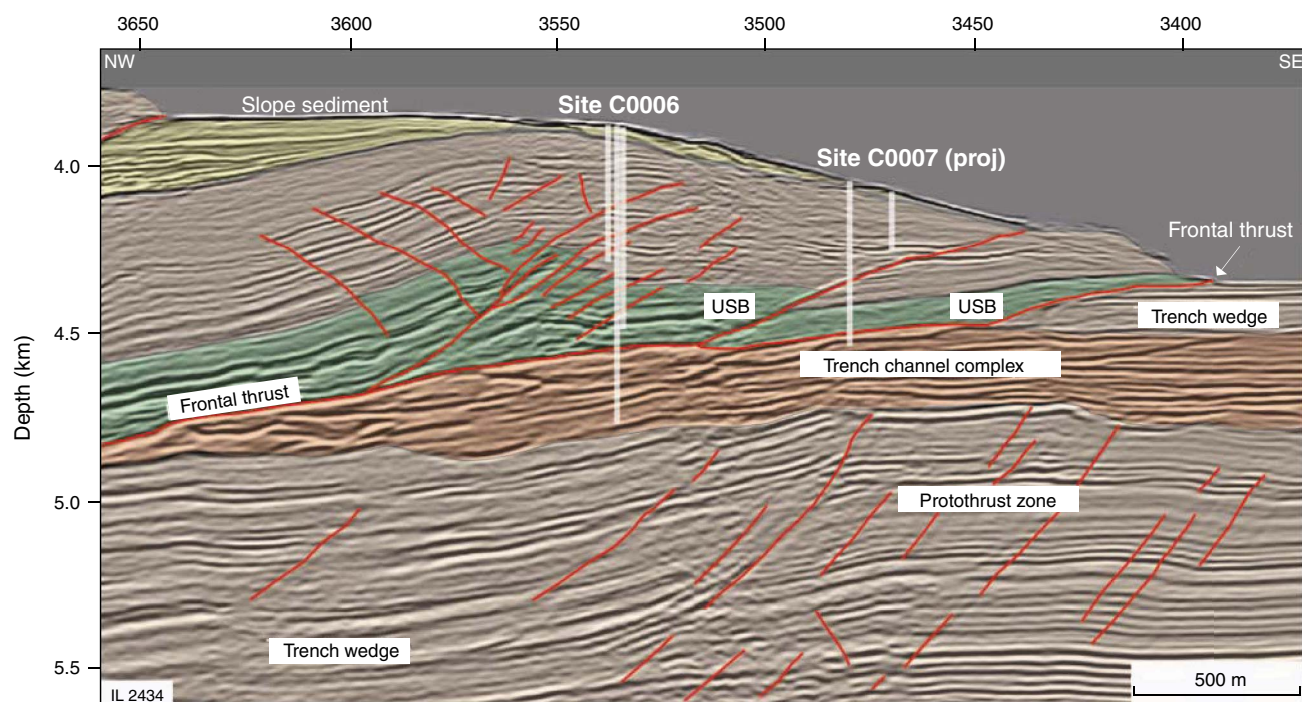 3650 3600 3550 3500 3450 3400
NW SE
Slope sediment Site C0006
Site C0007 (proj)
4.0
Frontal thrust
USB USB
Trench wedge
4.5
Trench channel complex
Frontal thrust
Depth (km)
5.0
Protothrust zone
Trench wedge
5.5
500 m
IL 2434